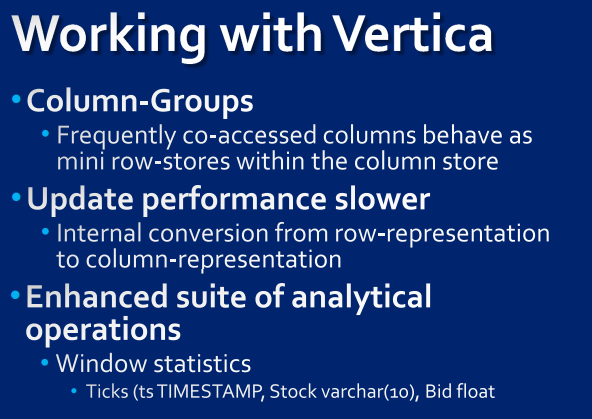 Working with Vertica
• Column-Groups
• Frequently co-accessed columns behave as
mini row-stores within the column store
• Update performance slower
• Internal conversion from row-representation
to column-representation
• Enhanced suite of analytical
operations
• Window statistics
• Ticks (ts TIMESTAMP, Stock varchar(10), Bid float